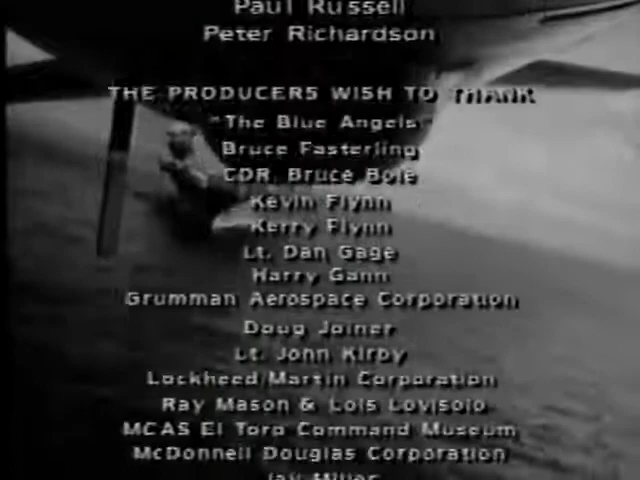 Paul Russell
Peter Richardson
THE PRODUCERS WISH TO THANK
"The Blue Angels"
Bruce Fasterling
CDR. Bruce Bole
Kevin Flynn
Kerry Flynn
Lt. Dan Gage
Harry Gann
Grumman Aerospace Corporation
Doug Joiner
Lt. John Kirby
Lockheed/Martin Corporation
Ray Mason & Lois Lovisolo
MCAS El Toro Command Museum
McDonnell Douglas Corporation
Jay Miller